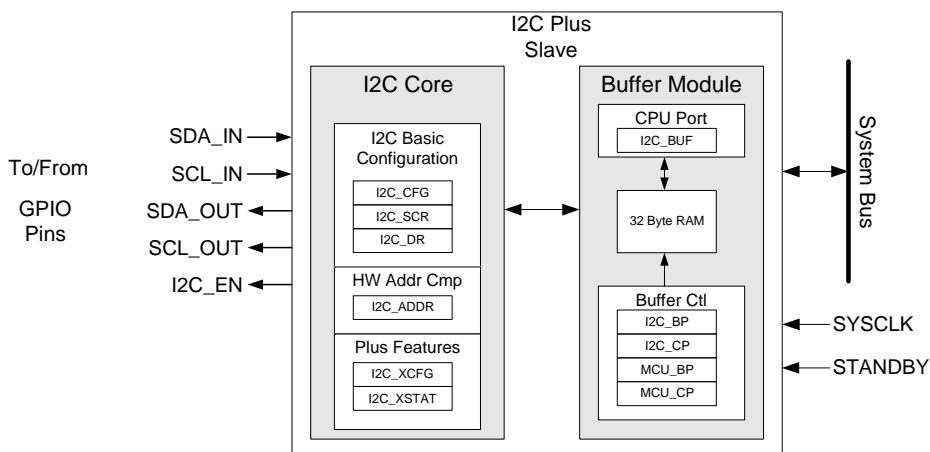 I2C Plus
Slave
I2C Core
I2C Basic
Configuration
I2C_CFG
I2C_SCR
I2C_DR
HW Addr Cmp
I2C_ADDR
Plus Features
I2C_XCFG
I2C_XSTAT
Buffer Module
CPU Port
I2C_BUF
32 Byte RAM
Buffer Ctl
I2C_BP
I2C_CP
MCU_BP
MCU_CP
To/From
GPIO
Pins
SDA_IN
SCL_IN
SDA_OUT
SCL_OUT
I2C_EN
System Bus
SYSCLK
STANDBY